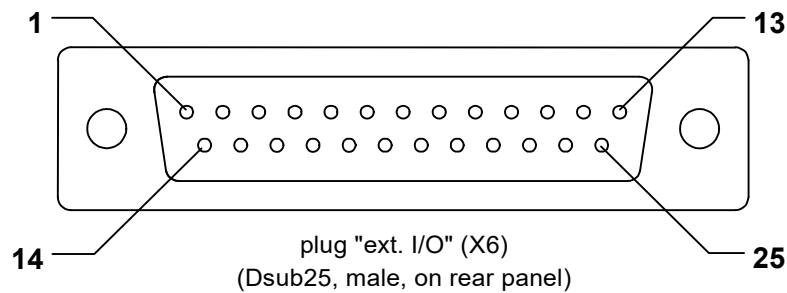 1 13
14 25
plug "ext. I/O" (X6)
(Dsub25, male, on rear panel)